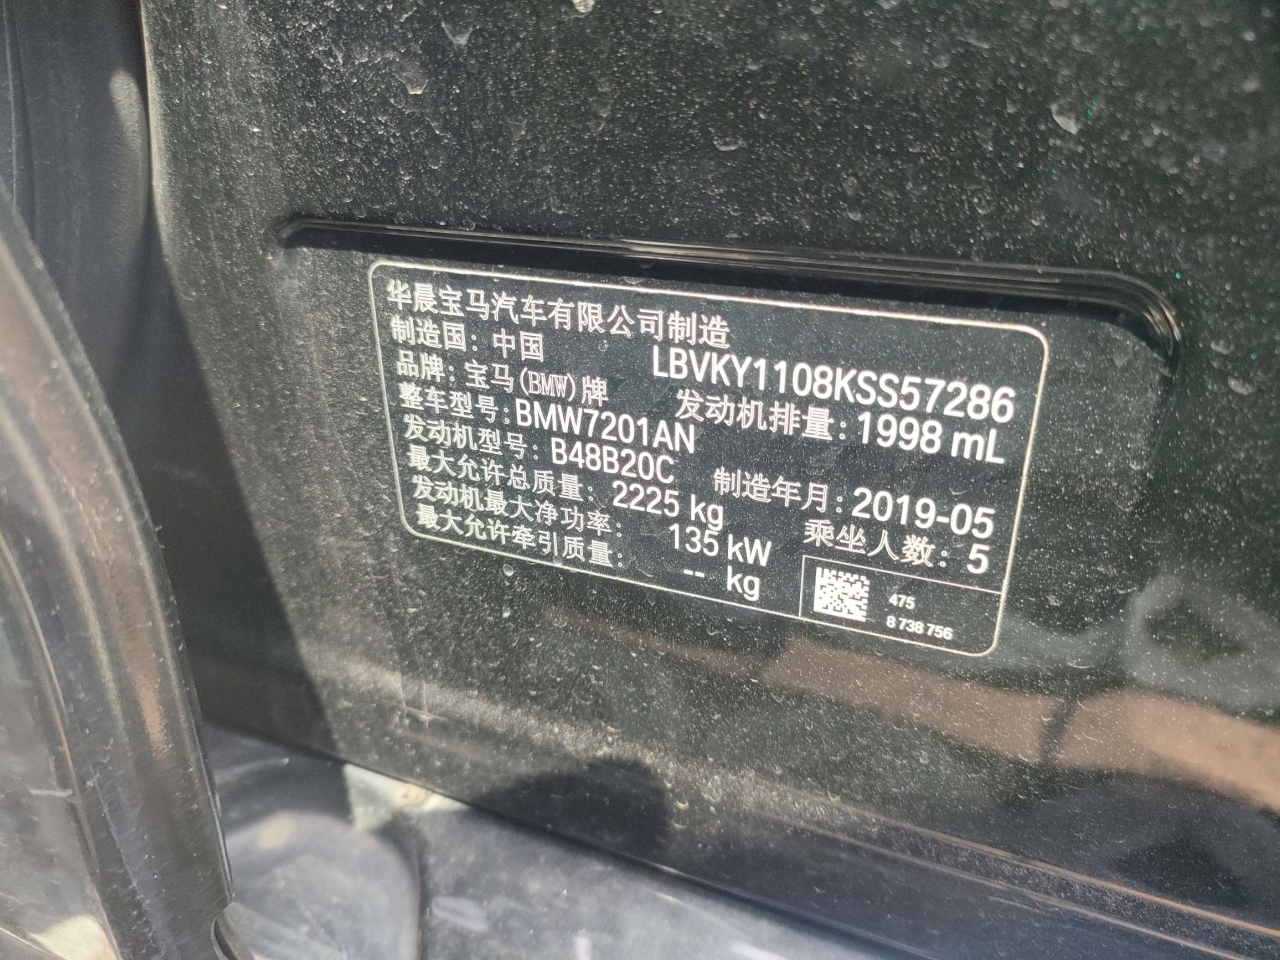 华晨宝马汽车有限公司制造
制造国：中国 LBVKY1108KSS57286
品牌：宝马(BMW)牌 发动机排量：1998 mL
整车型号：BMW7201AN
发动机型号：B48B20C 制造年月：2019-05
最大允许总质量：2225 kg 乘坐人数：5
发动机最大净功率：135 kW
最大允许牵引质量：-- kg
475
8 738 756